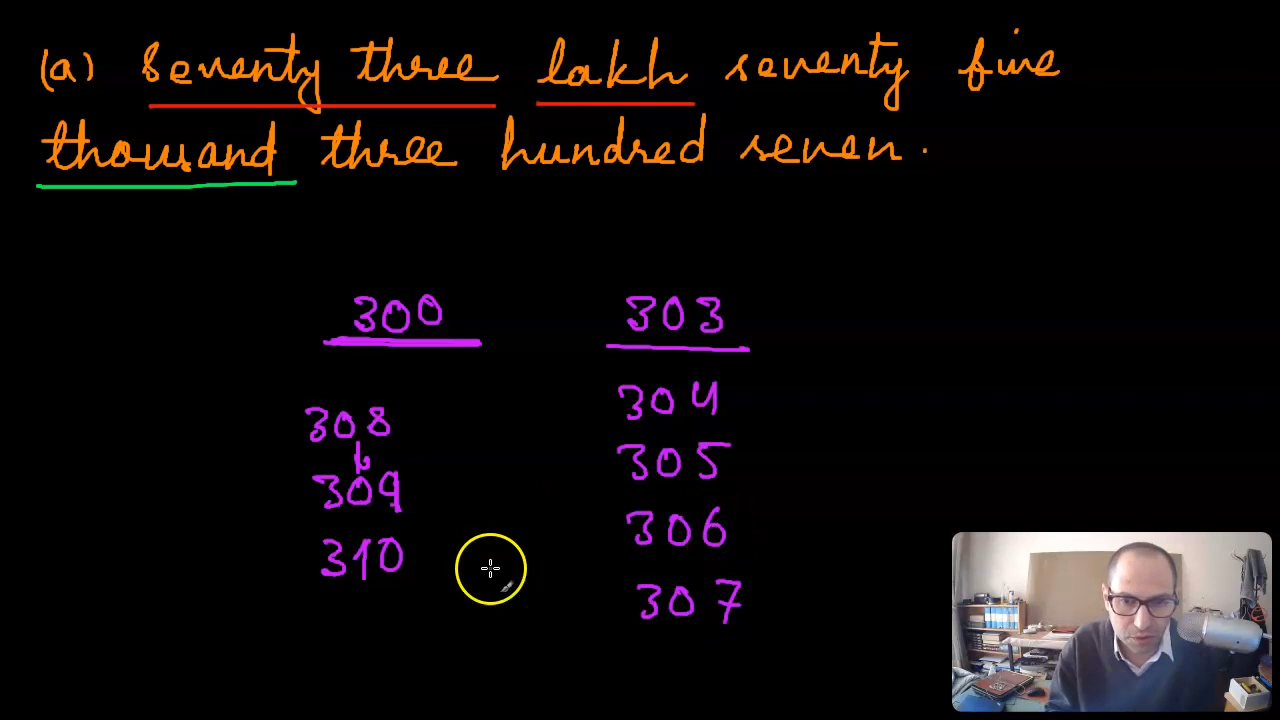 (a) Seventy three lakh seventy five
thousand three hundred seven.
300 303
304
308 305
309 306
310 307